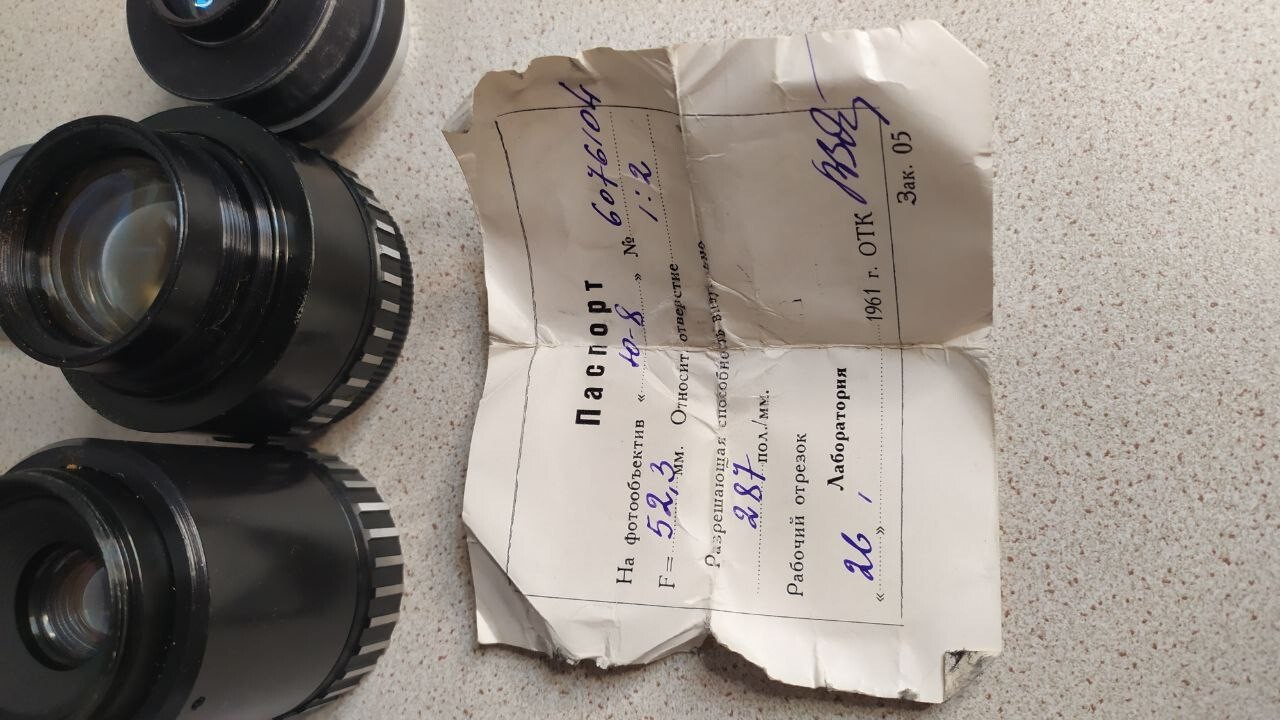 Паспорт
На фотообъектив « Ю-8 » № 6076104
F = 52,3 мм. Относит. отверстие 1:2
Разрешающая способность
287 пол./мм.
Рабочий отрезок
Лаборатория
« 26 » 1961 г. ОТК
Зак. 05